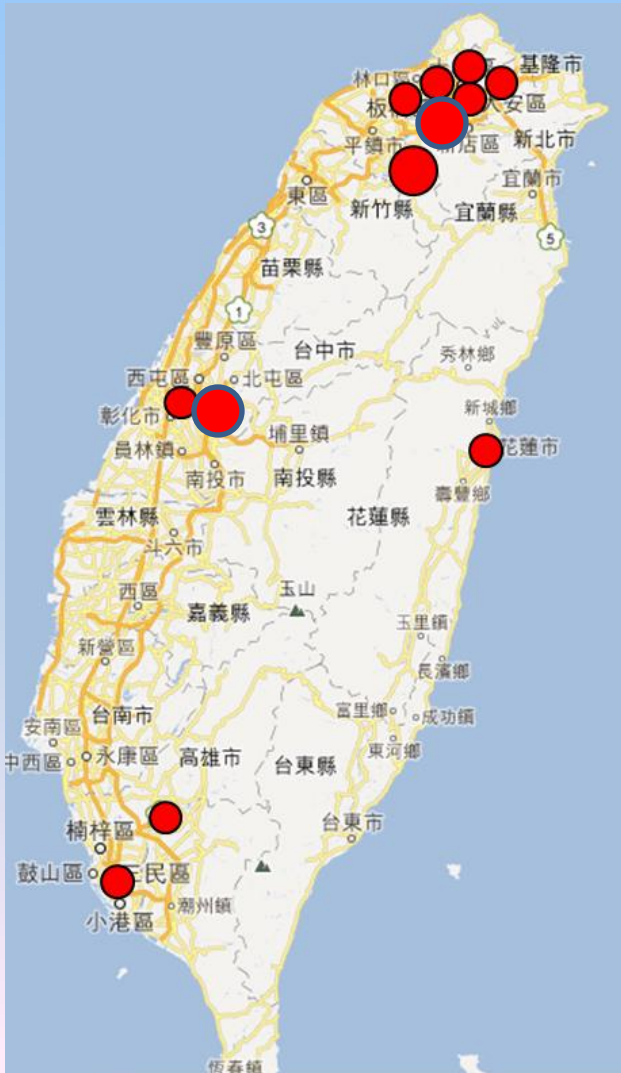 林口區
基隆市
大安區
平鎮市
新店區
新北市
東區
宜蘭市
新竹縣
宜蘭縣
3
5
苗栗縣
1
豐原區
台中市
秀林鄉
西屯區
北屯區
彰化市
新城鄉
員林鎮
埔里鎮
花蓮市
南投市
南投縣
壽豐鄉
雲林縣
花蓮縣
斗六市
西區
玉山
嘉義縣
玉里鎮
新營區
長濱鄉
台南市
富里鄉
成功鎮
安南區
中西區
永康區
高雄市
台東縣
東河鄉
楠梓區
台東市
鼓山區
三民區
小港區
潮州鎮
恆春鎮